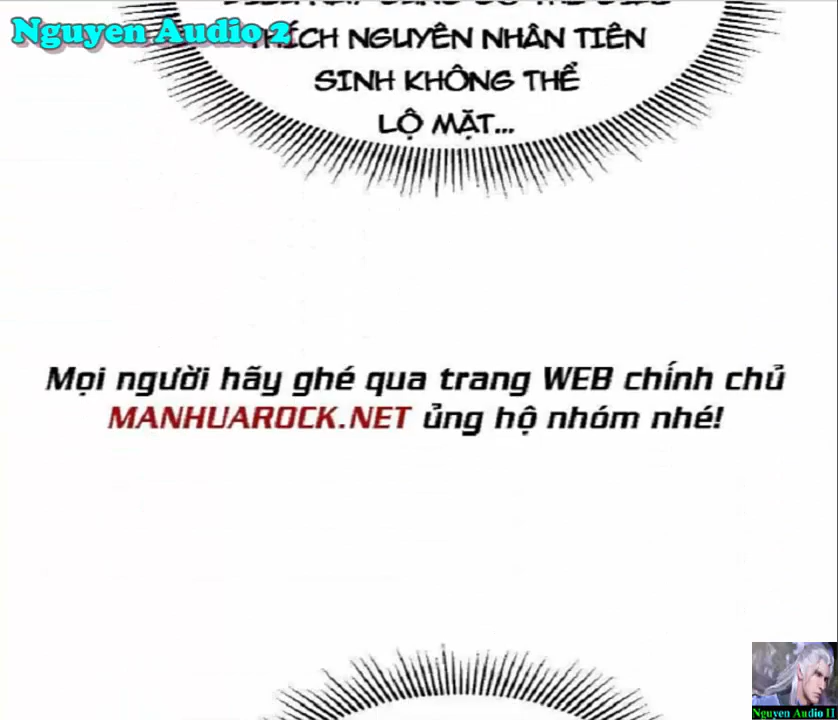 Nguyen Audio 2
THÍCH NGUYÊN NHÂN TIÊN
SINH KHÔNG THỂ
LỘ MẶT...
Mọi người hãy ghé qua trang WEB chính chủ
MANHUAROCK.NET ủng hộ nhóm nhé!
Nguyen Audio II